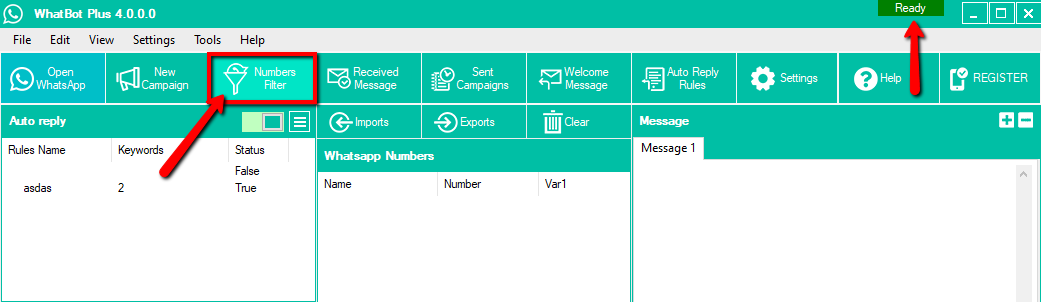 WhatBot Plus 4.0.0.0
Ready
File Edit View Settings Tools Help
Open WhatsApp
New Campaign
Numbers Filter
Received Message
Sent Campaigns
Welcome Message
Auto Reply Rules
Settings
Help
REGISTER
Auto reply
Imports
Exports
Clear
Message
Rules Name Keywords Status
False
asdas 2 True
Whatsapp Numbers
Name Number Var1
Message 1